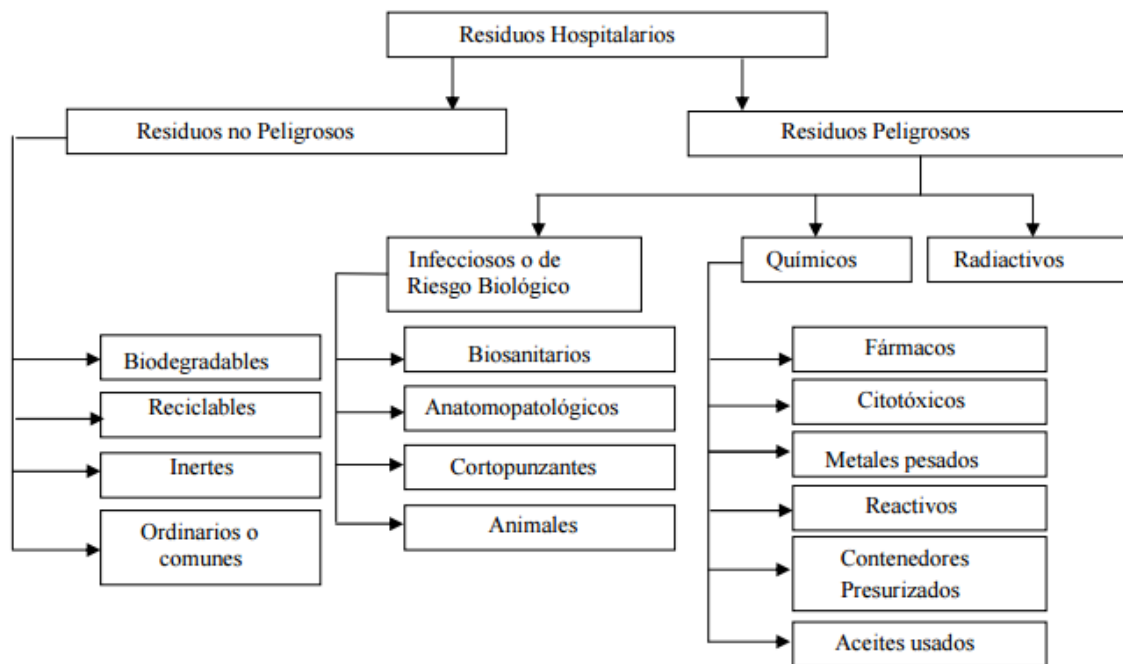 Residuos Hospitalarios
Residuos no Peligrosos
Residuos Peligrosos
Infecciosos o de
Riesgo Biológico
Químicos
Radiactivos
Biodegradables
Reciclables
Inertes
Ordinarios o
comunes
Biosanitarios
Anatomopatológicos
Cortopunzantes
Animales
Fármacos
Citotóxicos
Metales pesados
Reactivos
Contenedores
Presurizados
Aceites usados